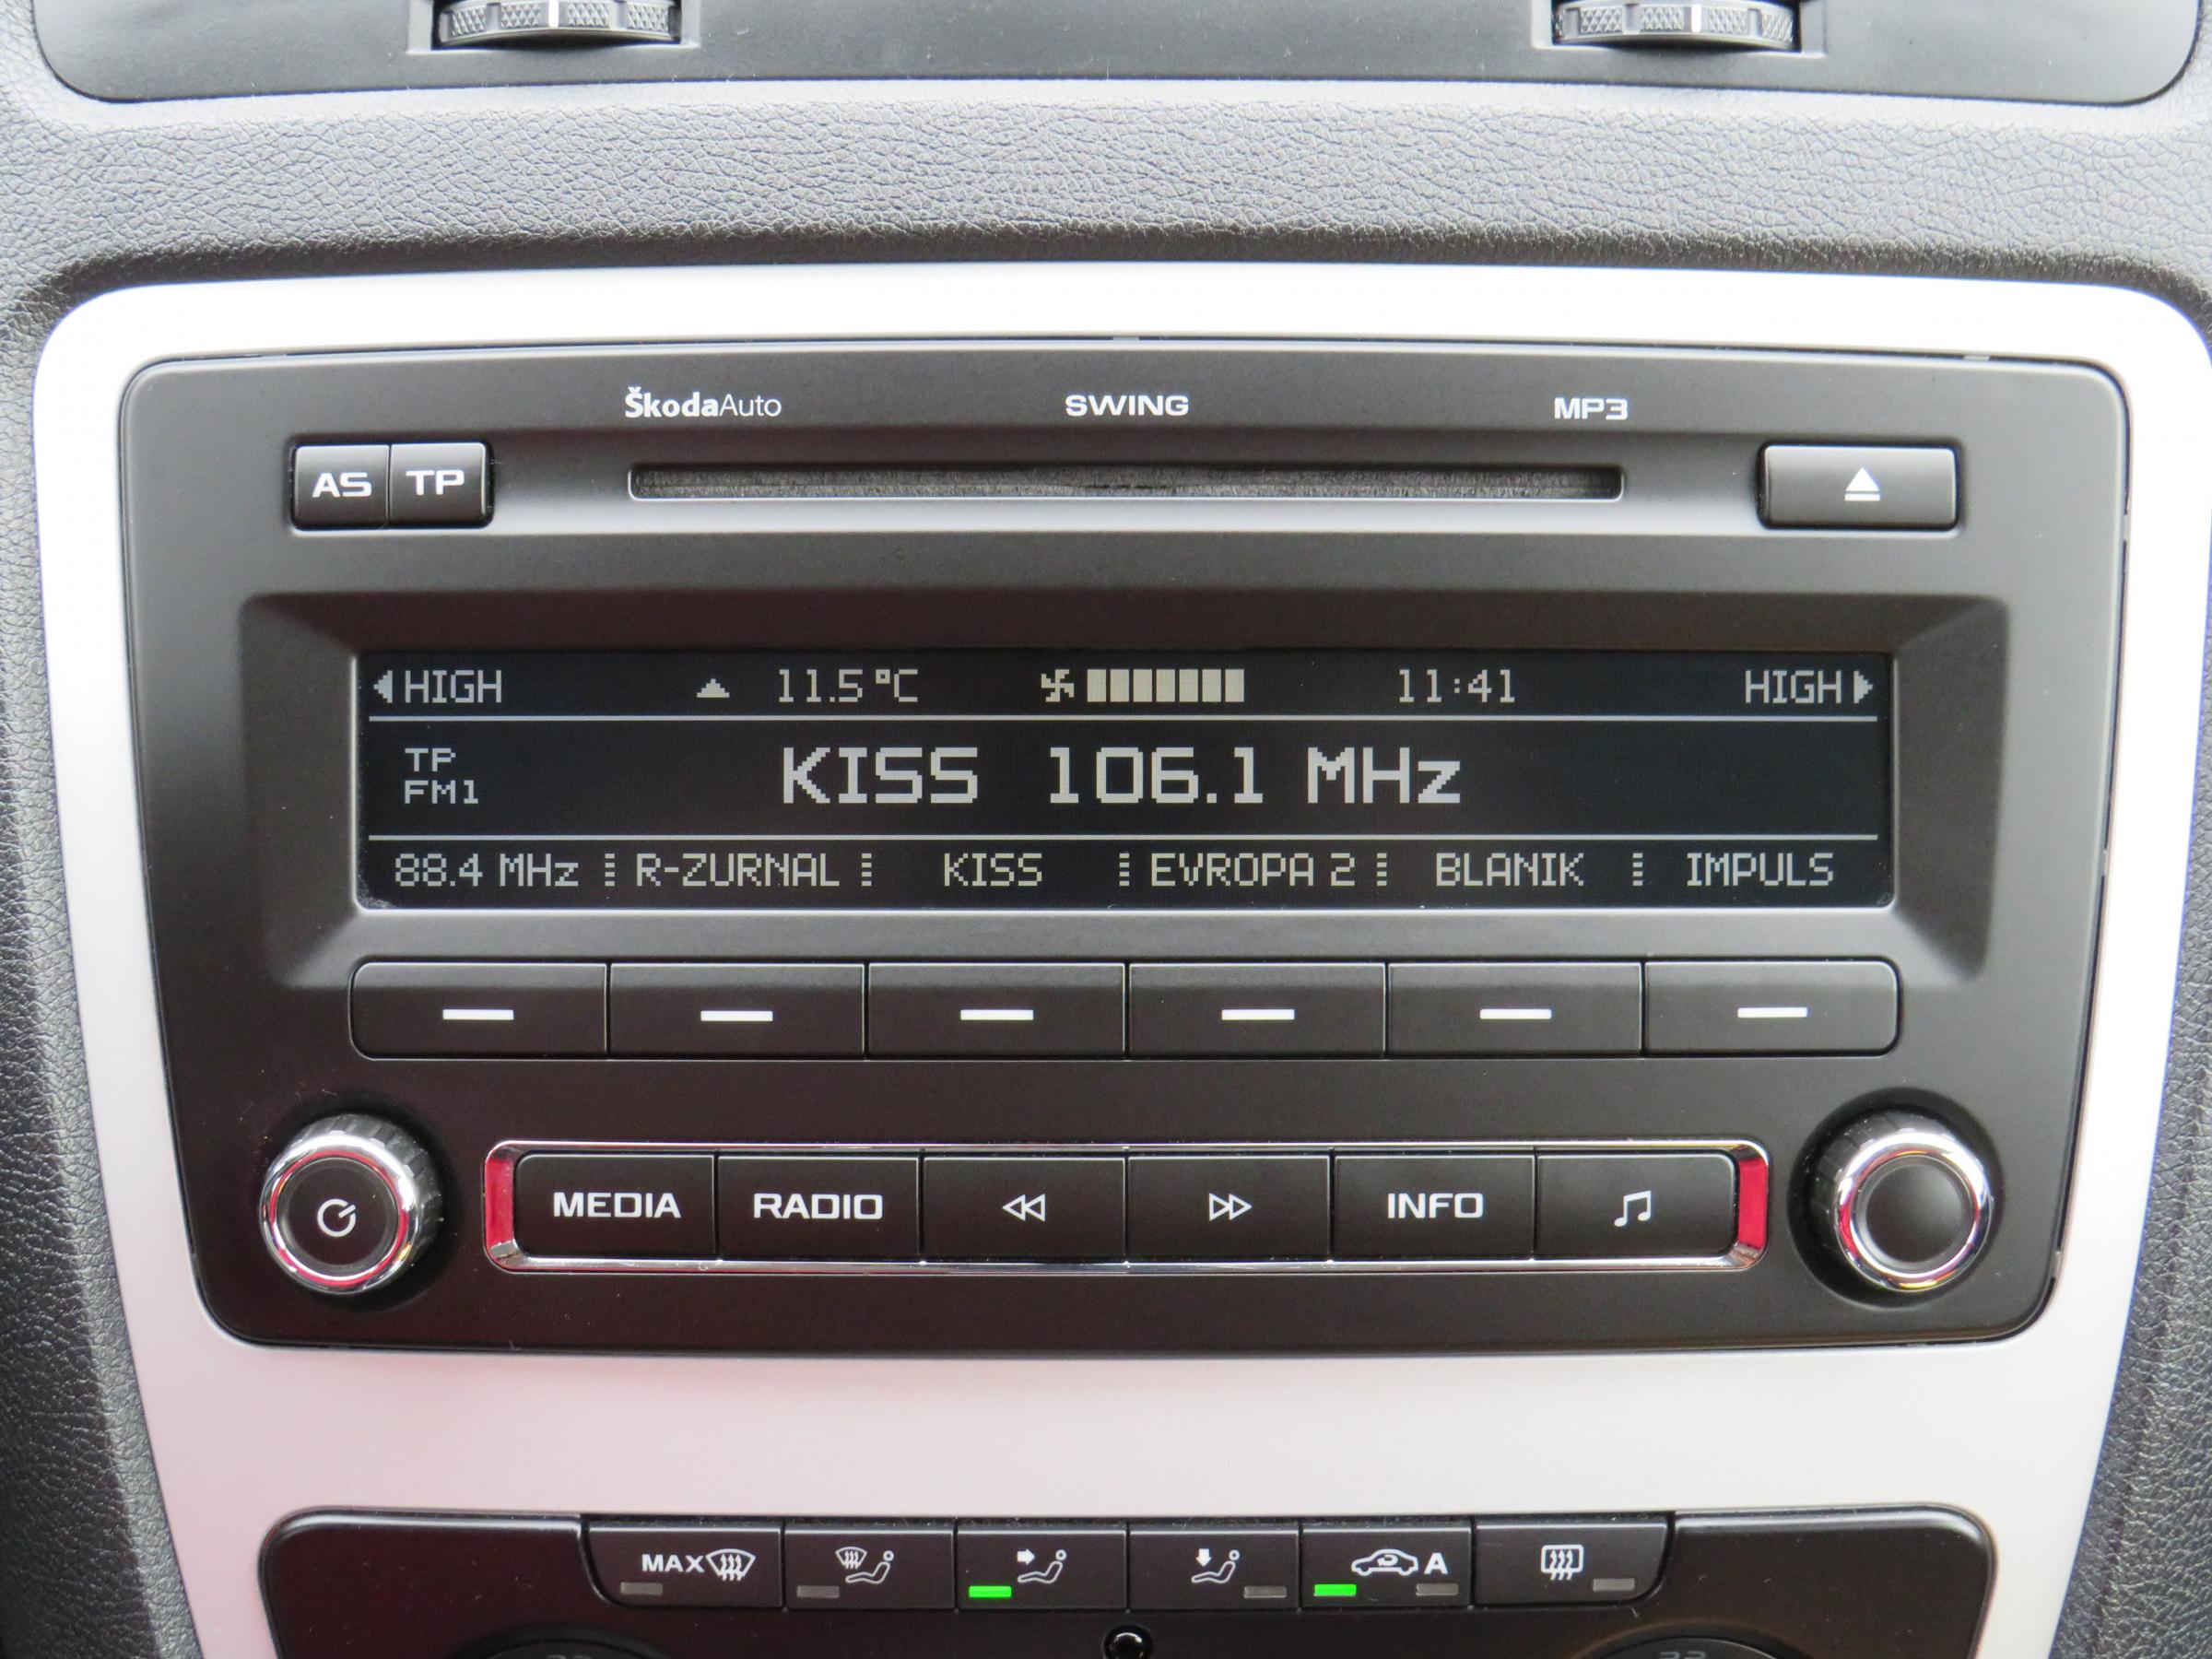 ŠkodaAuto SWING MP3
AS TP
HIGH 11.5°C 11:41 HIGH
TP
FM1
KISS 106.1 MHz
88.4 MHz R-ZURNAL KISS EVROPA 2 BLANIK IMPULS
MEDIA RADIO INFO
MAX A